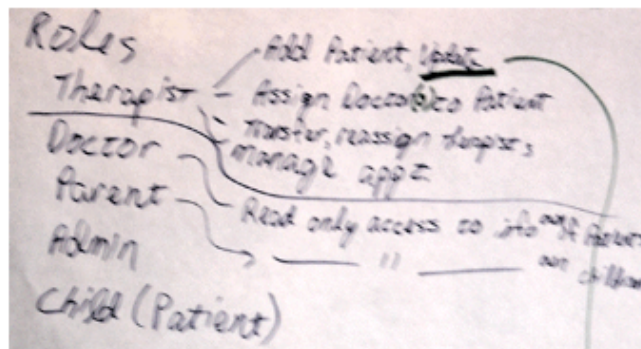 Roles
Add Patient, Update
Therapist - Assign Doctor(s) to Patient
- Transfer, reassign therapists,
manage appt.
Doctor
Read only access to info of Patient
Parent
— " — own children
Admin
Child (Patient)